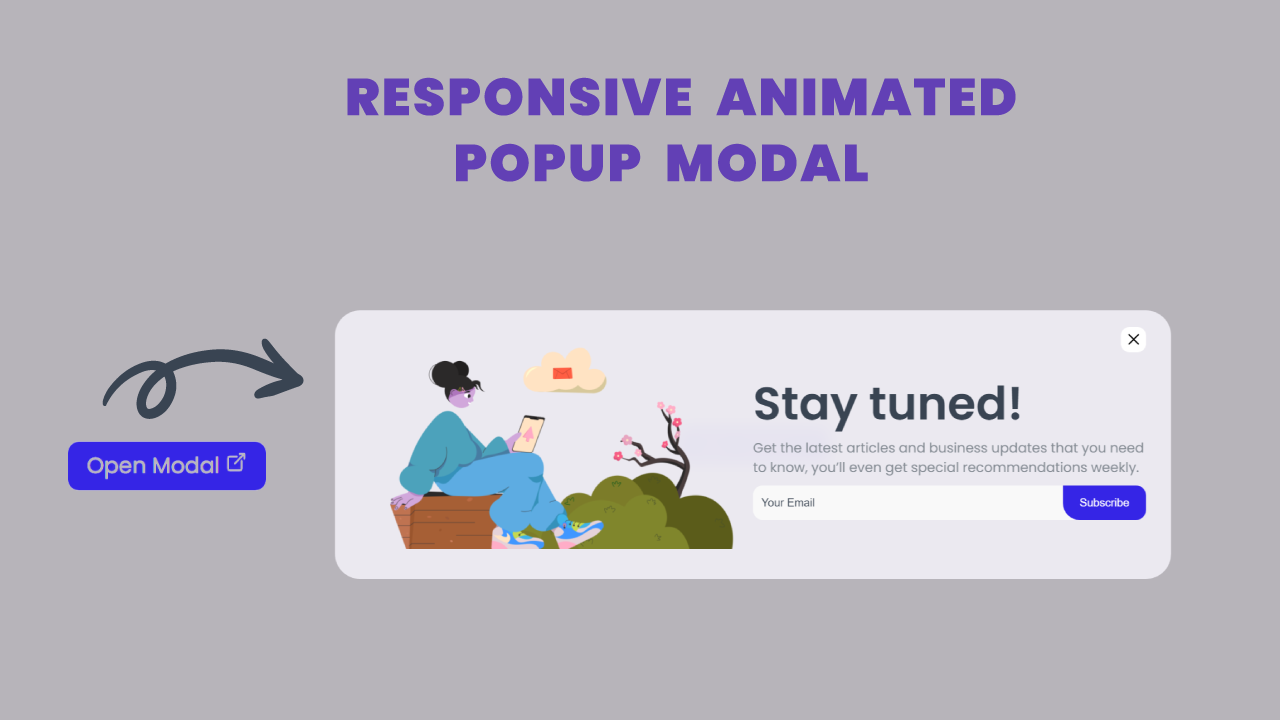 RESPONSIVE ANIMATED
POPUP MODAL
Open Modal
Stay tuned!
Get the latest articles and business updates that you need
to know, you’ll even get special recommendations weekly.
Your Email
Subscribe